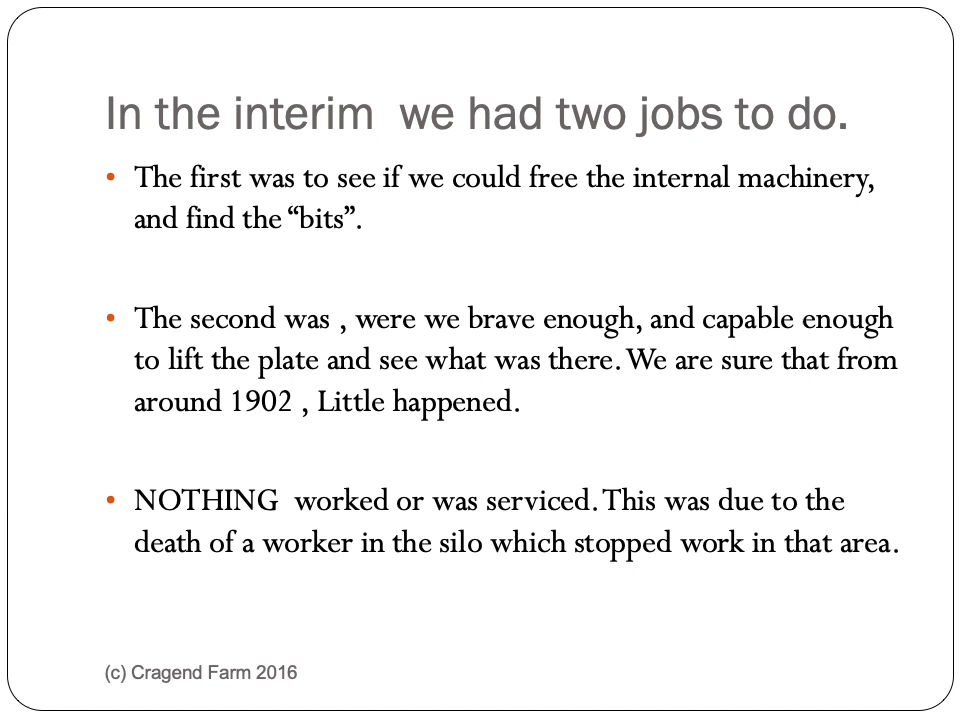 In the interim  we had two jobs to do.
• The first was to see if we could free the internal machinery,
and find the “bits”.
• The second was , were we brave enough, and capable enough
to lift the plate and see what was there. We are sure that from
around 1902 , Little happened.
• NOTHING  worked or was serviced. This was due to the
death of a worker in the silo which stopped work in that area.
(c) Cragend Farm 2016